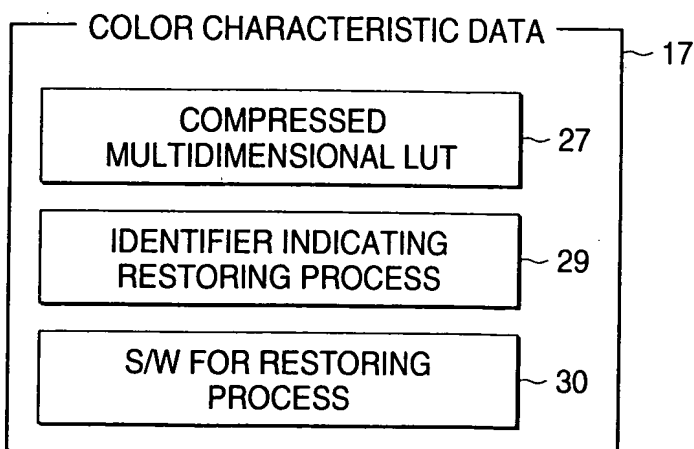 COLOR CHARACTERISTIC DATA
17
COMPRESSED
MULTIDIMENSIONAL LUT
27
IDENTIFIER INDICATING
RESTORING PROCESS
29
S/W FOR RESTORING
PROCESS
30